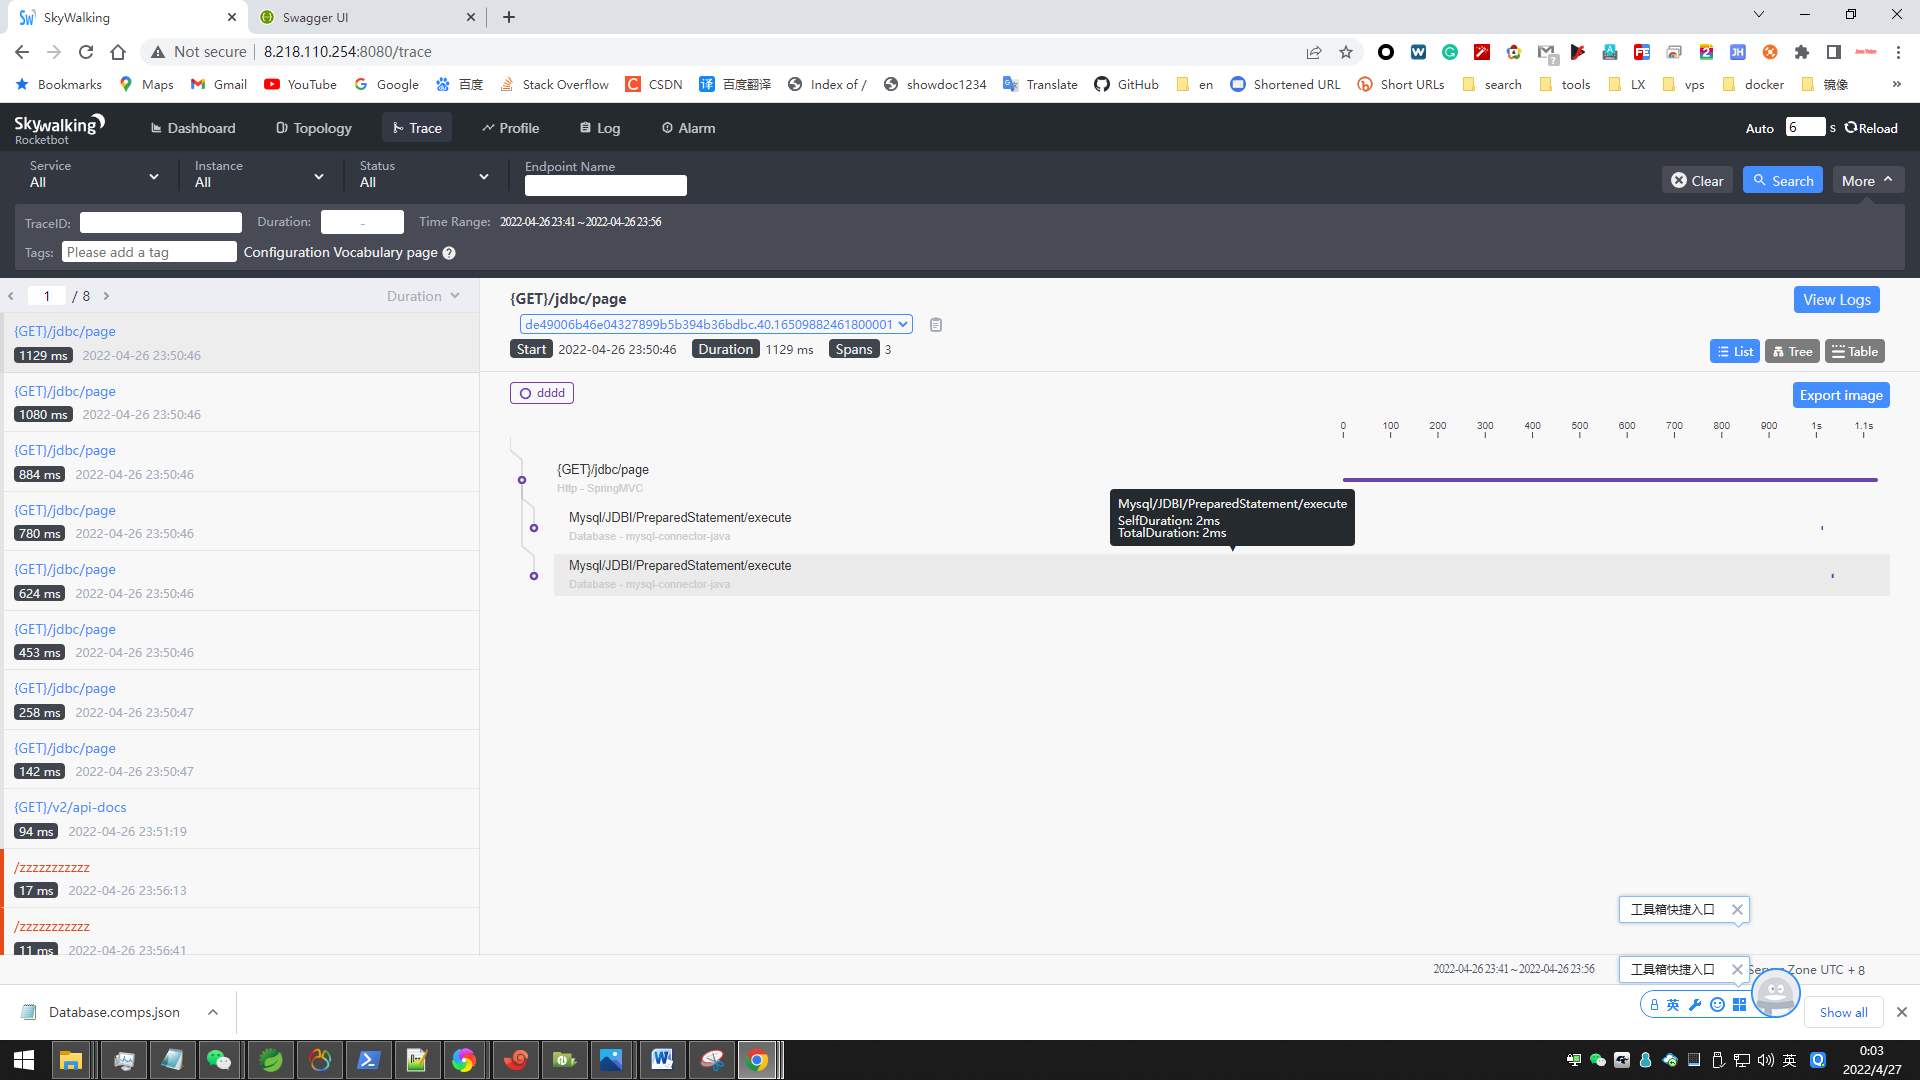 SkyWalking
Swagger UI
Not secure
8.218.110.254:8080/trace
Bookmarks
Maps
Gmail
YouTube
Google
百度
Stack Overflow
CSDN
百度翻译
Index of /
showdoc1234
Translate
GitHub
en
Shortened URL
Short URLs
search
tools
LX
vps
docker
镜像
Skywalking
Rocketbot
Dashboard
Topology
Trace
Profile
Log
Alarm
Auto
6
s
Reload
Service
All
Instance
All
Status
All
Endpoint Name
Clear
Search
More
TraceID:
Duration:
-
Time Range:
2022-04-26 23:41 ~ 2022-04-26 23:56
Tags:
Please add a tag
Configuration Vocabulary page
1 / 8
Duration
{GET}/jdbc/page
1129 ms 2022-04-26 23:50:46
{GET}/jdbc/page
1080 ms 2022-04-26 23:50:46
{GET}/jdbc/page
884 ms 2022-04-26 23:50:46
{GET}/jdbc/page
780 ms 2022-04-26 23:50:46
{GET}/jdbc/page
624 ms 2022-04-26 23:50:46
{GET}/jdbc/page
453 ms 2022-04-26 23:50:46
{GET}/jdbc/page
258 ms 2022-04-26 23:50:47
{GET}/jdbc/page
142 ms 2022-04-26 23:50:47
{GET}/v2/api-docs
94 ms 2022-04-26 23:51:19
/zzzzzzzzzzz
17 ms 2022-04-26 23:56:13
/zzzzzzzzzzz
11 ms 2022-04-26 23:56:41
{GET}/jdbc/page
View Logs
de49006b46e04327899b5b394b36bdbc.40.16509882461800001
Start 2022-04-26 23:50:46 Duration 1129 ms Spans 3
List
Tree
Table
dddd
Export image
0 100 200 300 400 500 600 700 800 900 1s 1.1s
{GET}/jdbc/page
Http - SpringMVC
Mysql/JDBI/PreparedStatement/execute
Database - mysql-connector-java
Mysql/JDBI/PreparedStatement/execute
Database - mysql-connector-java
Mysql/JDBI/PreparedStatement/execute
SelfDuration: 2ms
TotalDuration: 2ms
工具箱快捷入口
2022-04-26 23:41 ~ 2022-04-26 23:56
工具箱快捷入口
Zone UTC + 8
英
Database.comps.json
Show all
英
0:03
2022/4/27